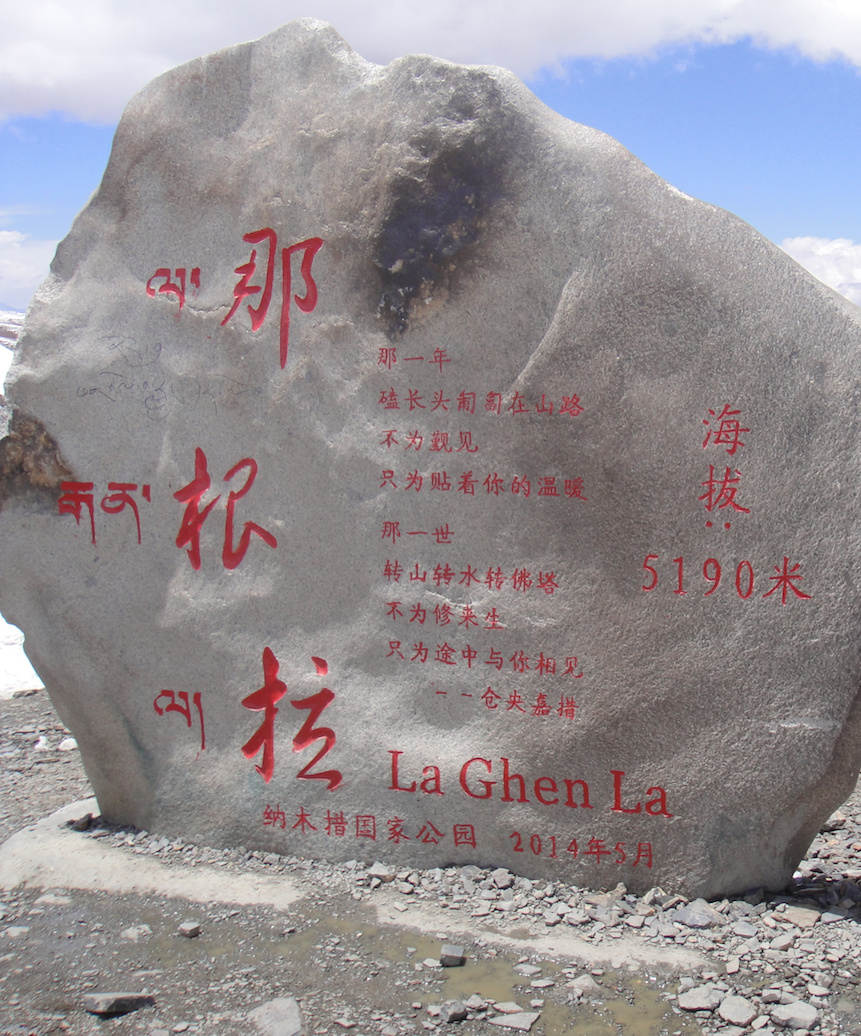 ལ་
那
གན་
根
ལ།
拉
那一年
磕长头匍匐在山路
不为觐见
只为贴着你的温暖
那一世
转山转水转佛塔
不为修来生
只为途中与你相见
--仓央嘉措
海拔:
5190米
La Ghen La
纳木措国家公园 2014年5月